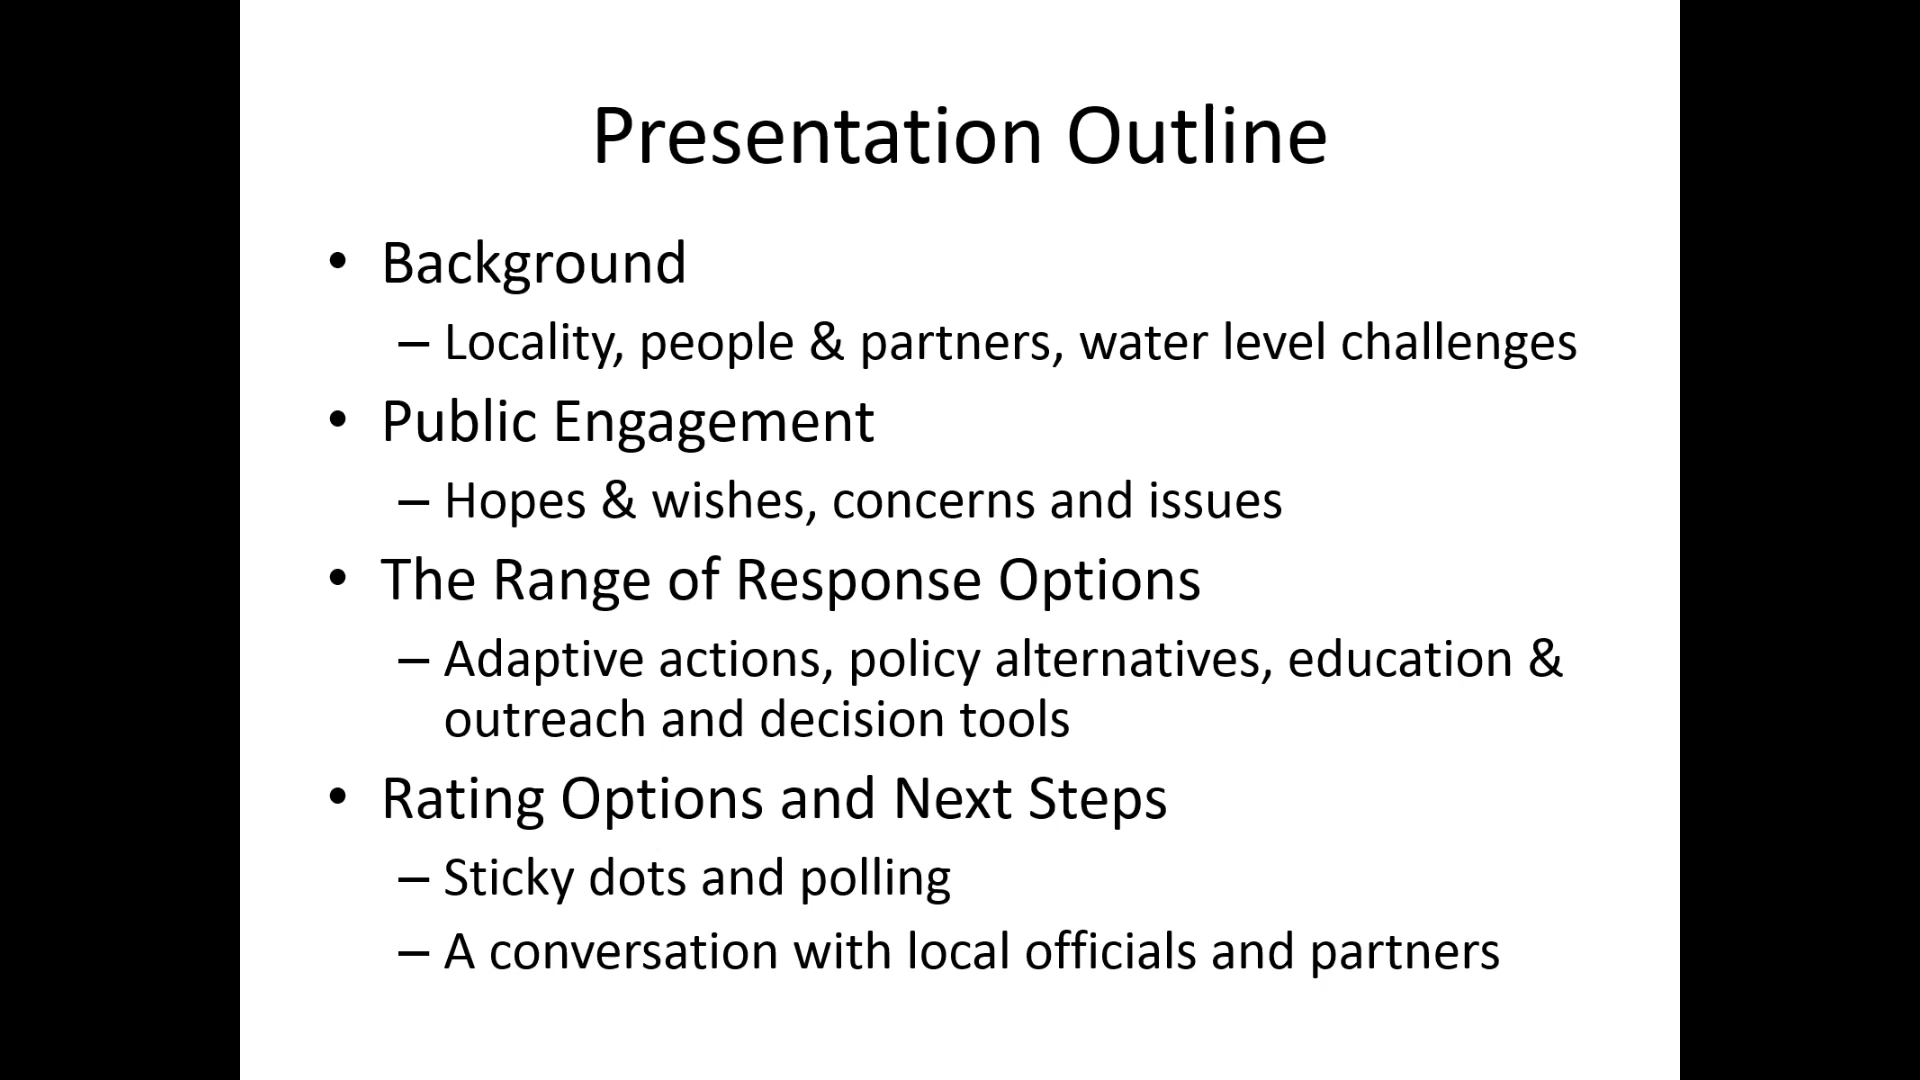 Presentation Outline
• Background
– Locality, people & partners, water level challenges
• Public Engagement
– Hopes & wishes, concerns and issues
• The Range of Response Options
– Adaptive actions, policy alternatives, education &
outreach and decision tools
• Rating Options and Next Steps
– Sticky dots and polling
– A conversation with local officials and partners